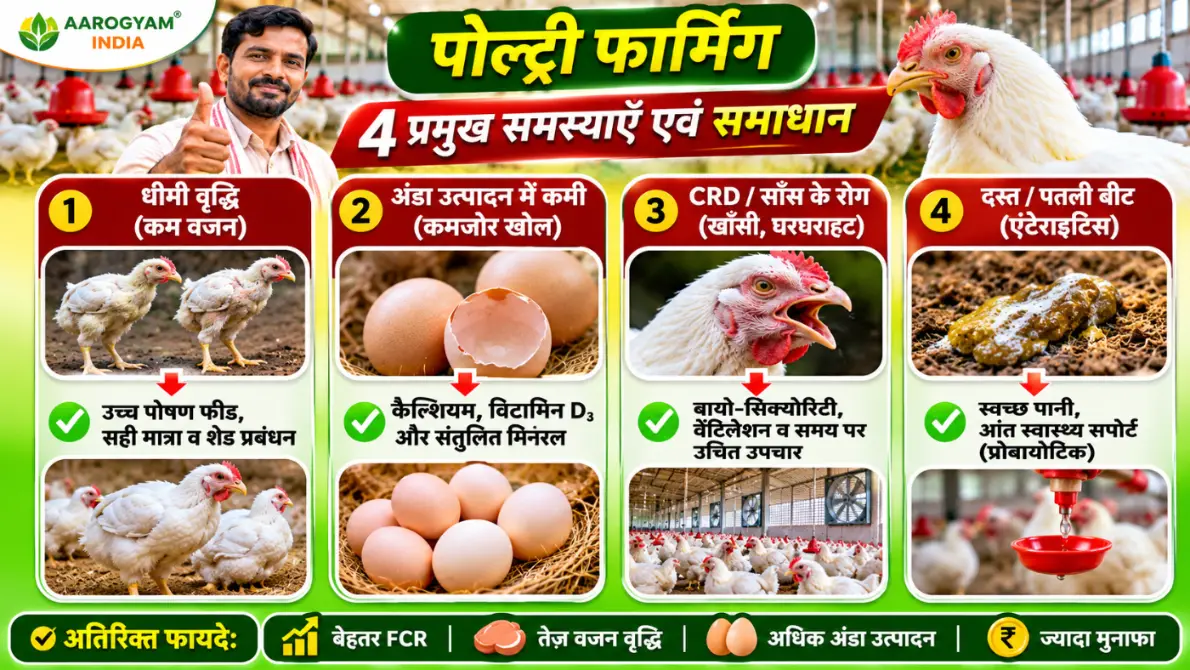 AAROGYAM®
INDIA
पोल्ट्री फार्मिंग
4 प्रमुख समस्याएँ एवं समाधान
1
धीमी वृद्धि
(कम वजन)
उच्च पोषण फीड,
सही मात्रा व शेड प्रबंधन
2
अंडा उत्पादन में कमी
(कमजोर खोल)
कैल्शियम, विटामिन D₃
और संतुलित मिनरल
3
CRD / साँस के रोग
(खाँसी, घरघराहट)
बायो-सिक्योरिटी,
वेंटिलेशन व समय पर
उचित उपचार
4
दस्त / पतली बीट
(एंटेराइटिस)
स्वच्छ पानी,
आंत स्वास्थ्य सपोर्ट
(प्रोबायोटिक)
अतिरिक्त फायदे:
बेहतर FCR | तेज़ वजन वृद्धि | अधिक अंडा उत्पादन | ₹ ज्यादा मुनाफा